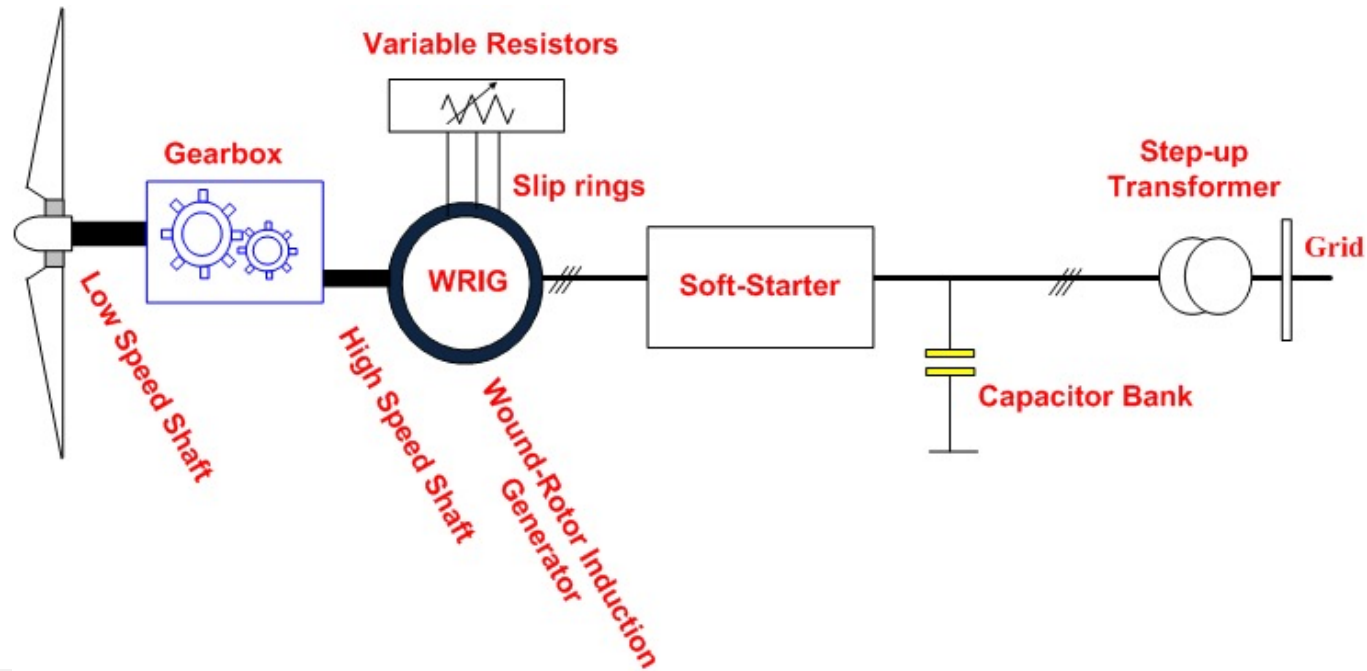 Variable Resistors
Gearbox
Slip rings
Step-up
Transformer
Grid
WRIG
Soft-Starter
Low Speed Shaft
High Speed Shaft
Wound-Rotor Induction
Generator
Capacitor Bank